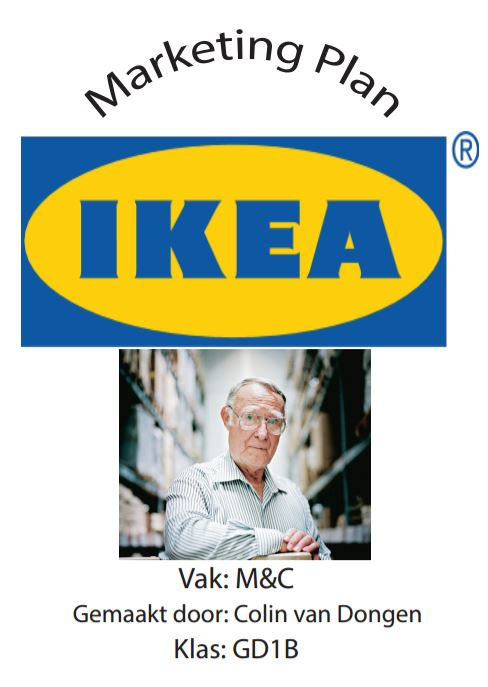 Marketing Plan
®
IKEA
Vak: M&C
Gemaakt door: Colin van Dongen
Klas: GD1B